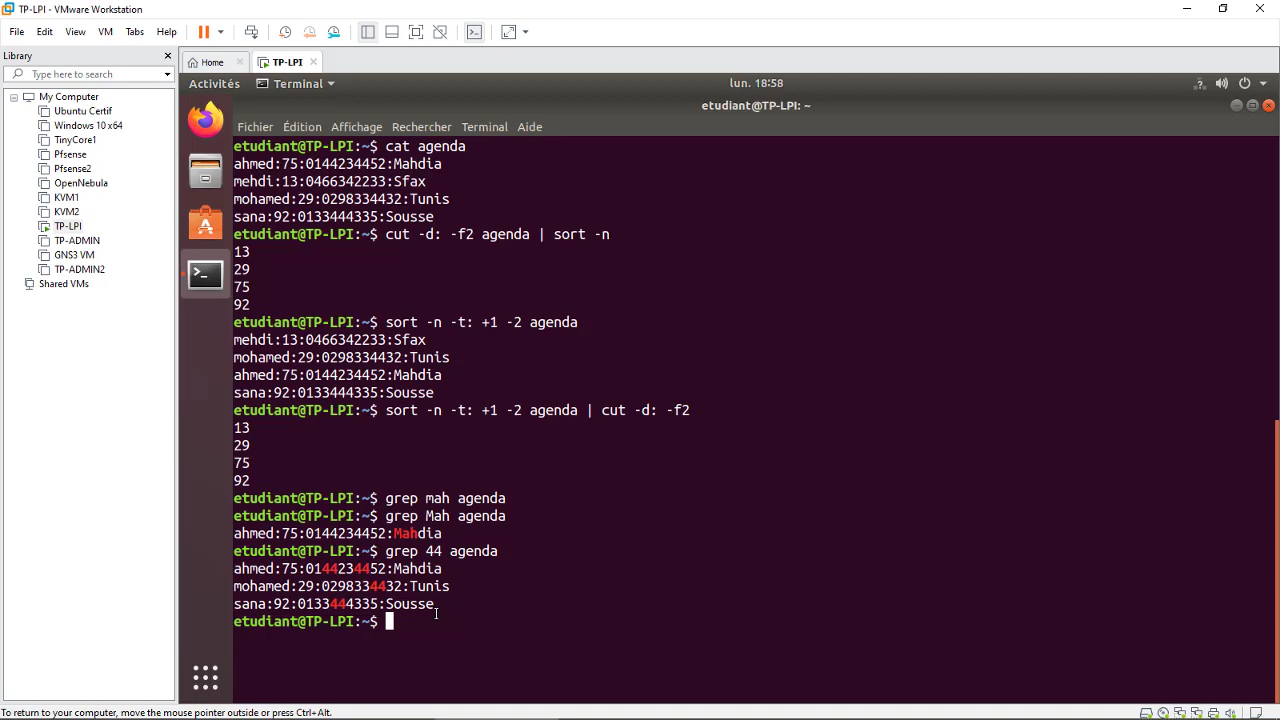 TP-LPI - VMware Workstation
File Edit View VM Tabs Help
Library
Type here to search
My Computer
Ubuntu Certif
Windows 10 x64
TinyCore1
Pfsense
Pfsense2
OpenNebula
KVM1
KVM2
TP-LPI
TP-ADMIN
GNS3 VM
TP-ADMIN2
Shared VMs
Home TP-LPI
Activités Terminal lun. 18:58
etudiant@TP-LPI: ~
Fichier Édition Affichage Rechercher Terminal Aide
etudiant@TP-LPI:~$ cat agenda
ahmed:75:0144234452:Mahdia
mehdi:13:0466342233:Sfax
mohamed:29:0298334432:Tunis
sana:92:0133444335:Sousse
etudiant@TP-LPI:~$ cut -d: -f2 agenda | sort -n
13
29
75
92
etudiant@TP-LPI:~$ sort -n -t: +1 -2 agenda
mehdi:13:0466342233:Sfax
mohamed:29:0298334432:Tunis
ahmed:75:0144234452:Mahdia
sana:92:0133444335:Sousse
etudiant@TP-LPI:~$ sort -n -t: +1 -2 agenda | cut -d: -f2
13
29
75
92
etudiant@TP-LPI:~$ grep mah agenda
etudiant@TP-LPI:~$ grep Mah agenda
ahmed:75:0144234452:Mahdia
etudiant@TP-LPI:~$ grep 44 agenda
ahmed:75:0144234452:Mahdia
mohamed:29:0298334432:Tunis
sana:92:0133444335:Sousse
etudiant@TP-LPI:~$
To return to your computer, move the mouse pointer outside or press Ctrl+Alt.